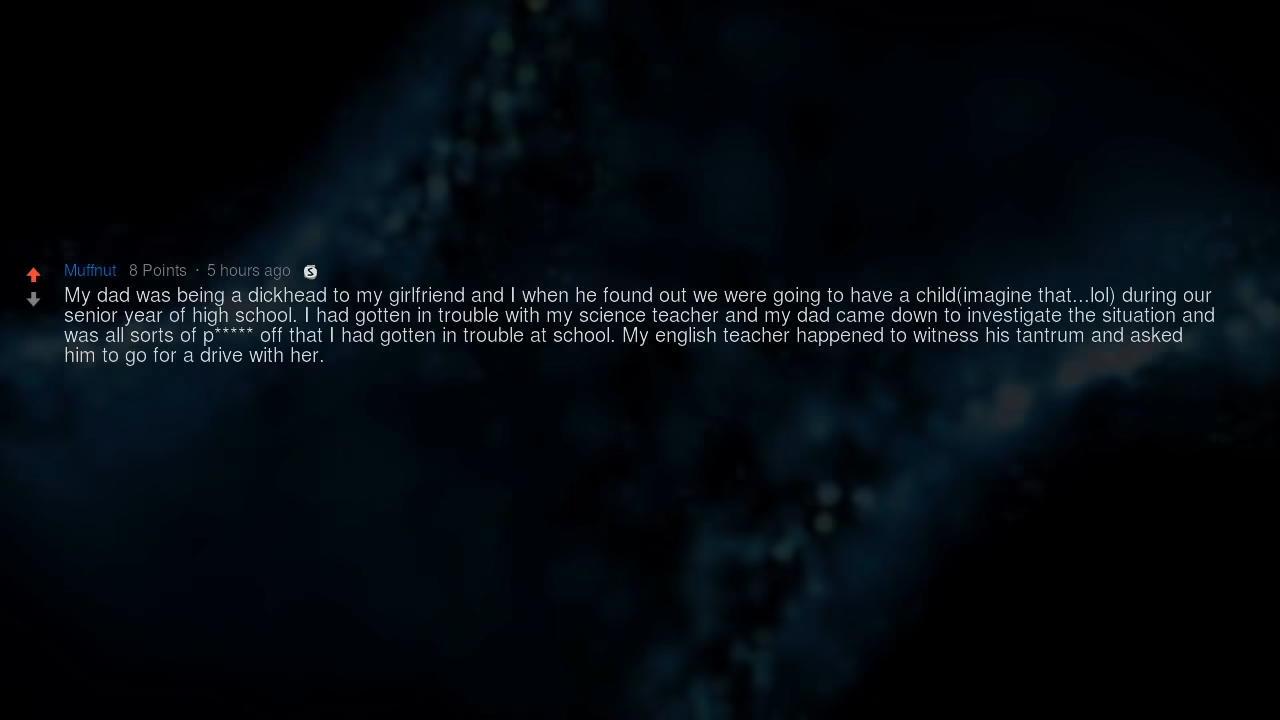 Muffnut 8 Points · 5 hours ago S
My dad was being a dickhead to my girlfriend and I when he found out we were going to have a child(imagine that...lol) during our
senior year of high school. I had gotten in trouble with my science teacher and my dad came down to investigate the situation and
was all sorts of p***** off that I had gotten in trouble at school. My english teacher happened to witness his tantrum and asked
him to go for a drive with her.